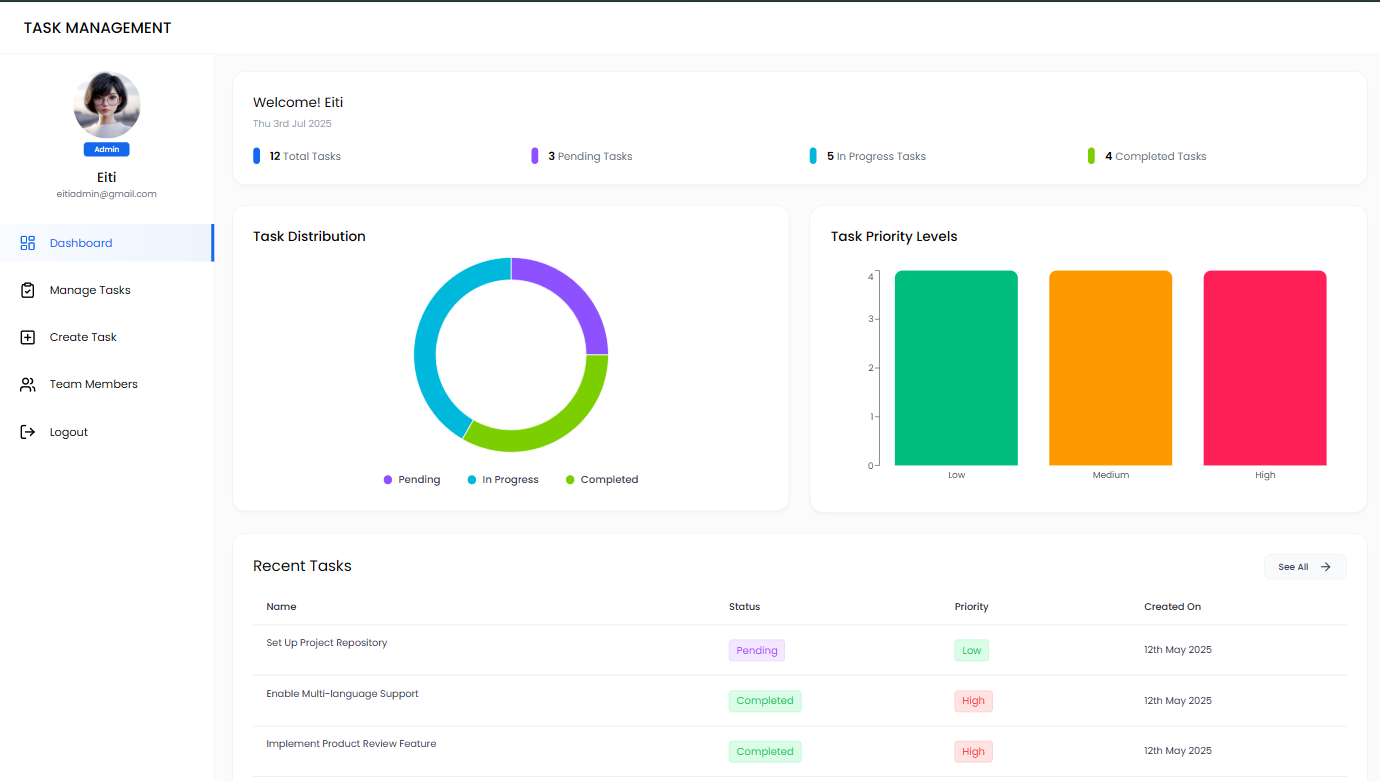 TASK MANAGEMENT
Admin
Eiti
eitiadmin@gmail.com
Dashboard
Manage Tasks
Create Task
Team Members
Logout
Welcome! Eiti
Thu 3rd Jul 2025
12 Total Tasks
3 Pending Tasks
5 In Progress Tasks
4 Completed Tasks
Task Distribution
Pending
In Progress
Completed
Task Priority Levels
4
3
2
1
0
Low
Medium
High
Recent Tasks
See All
Name Status Priority Created On
Set Up Project Repository Pending Low 12th May 2025
Enable Multi-language Support Completed High 12th May 2025
Implement Product Review Feature Completed High 12th May 2025